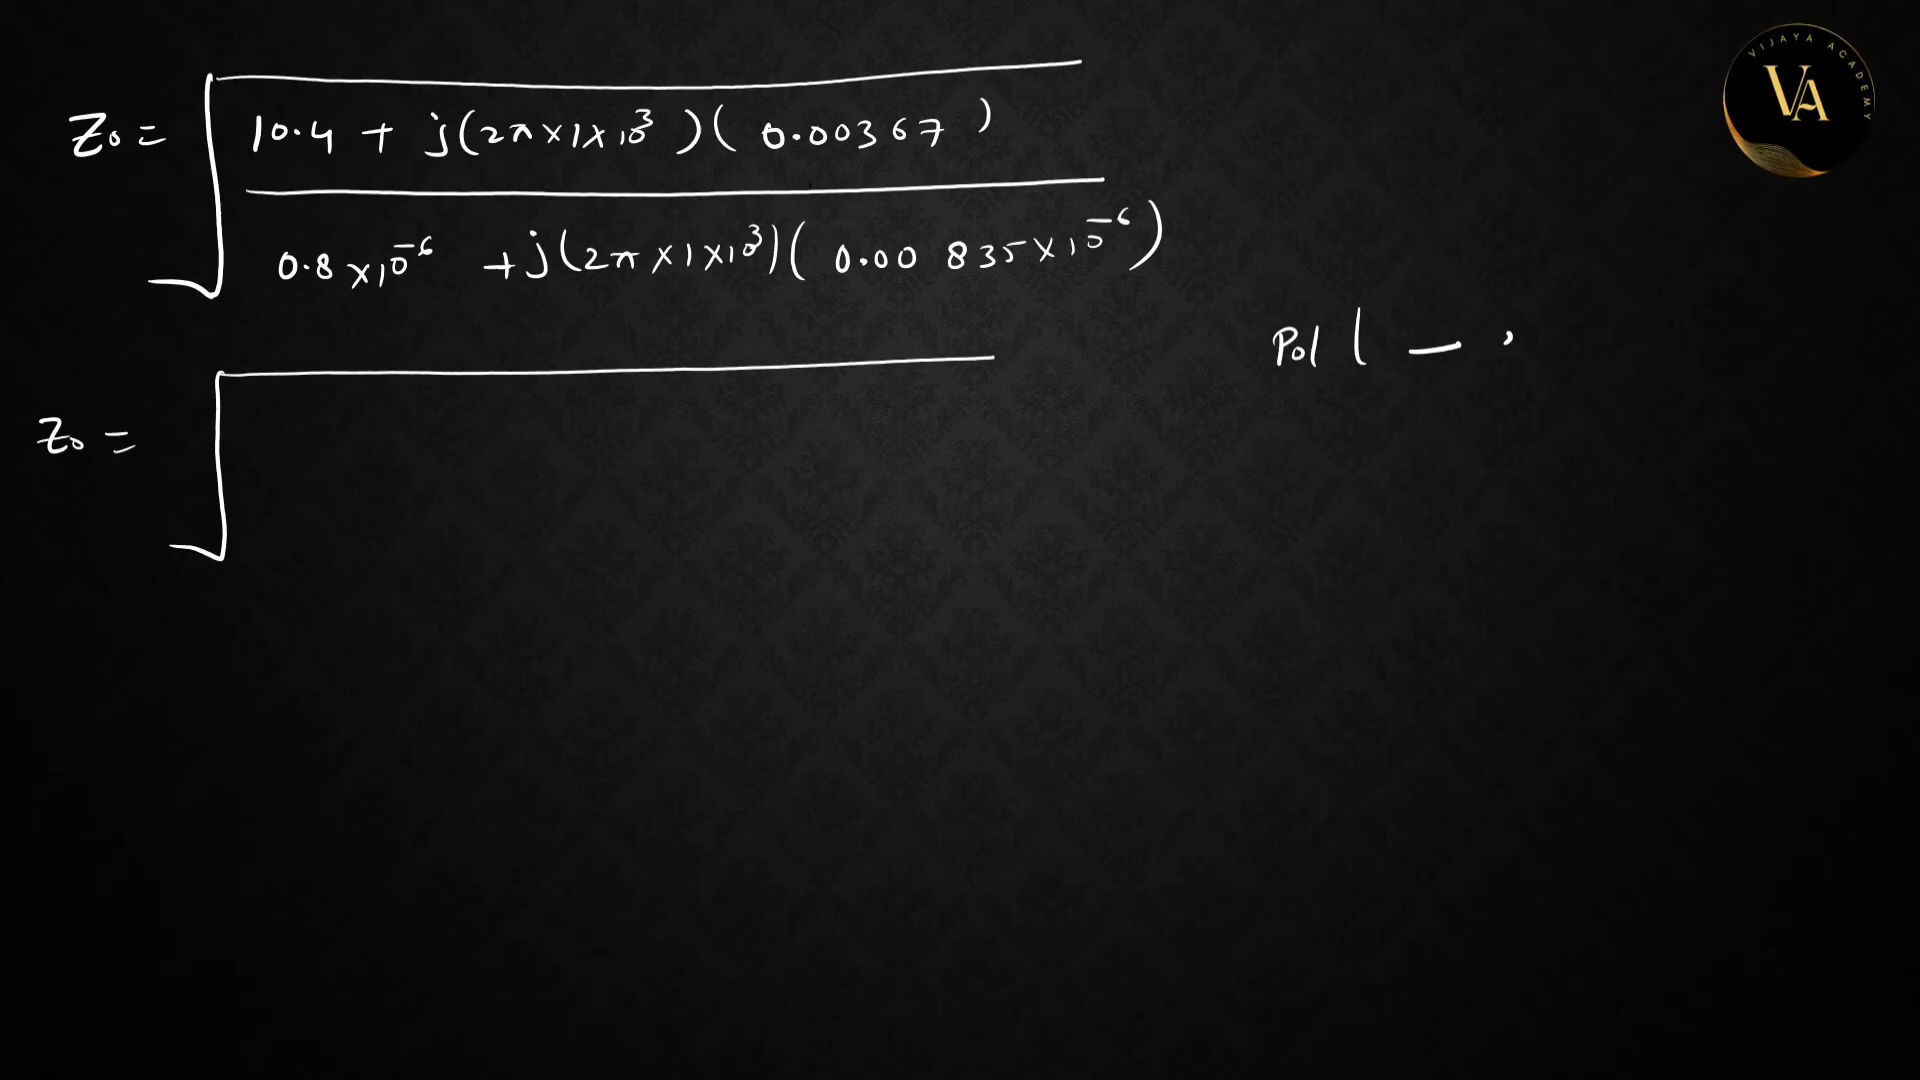 VIJAYA ACADEMY
VA
Z₀ = √
10.4 + j(2π×1×10³)(0.00367)
0.8×10⁻⁶ + j(2π×1×10³)(0.00835×10⁻⁶)
Pol( — ,
Z₀ = √